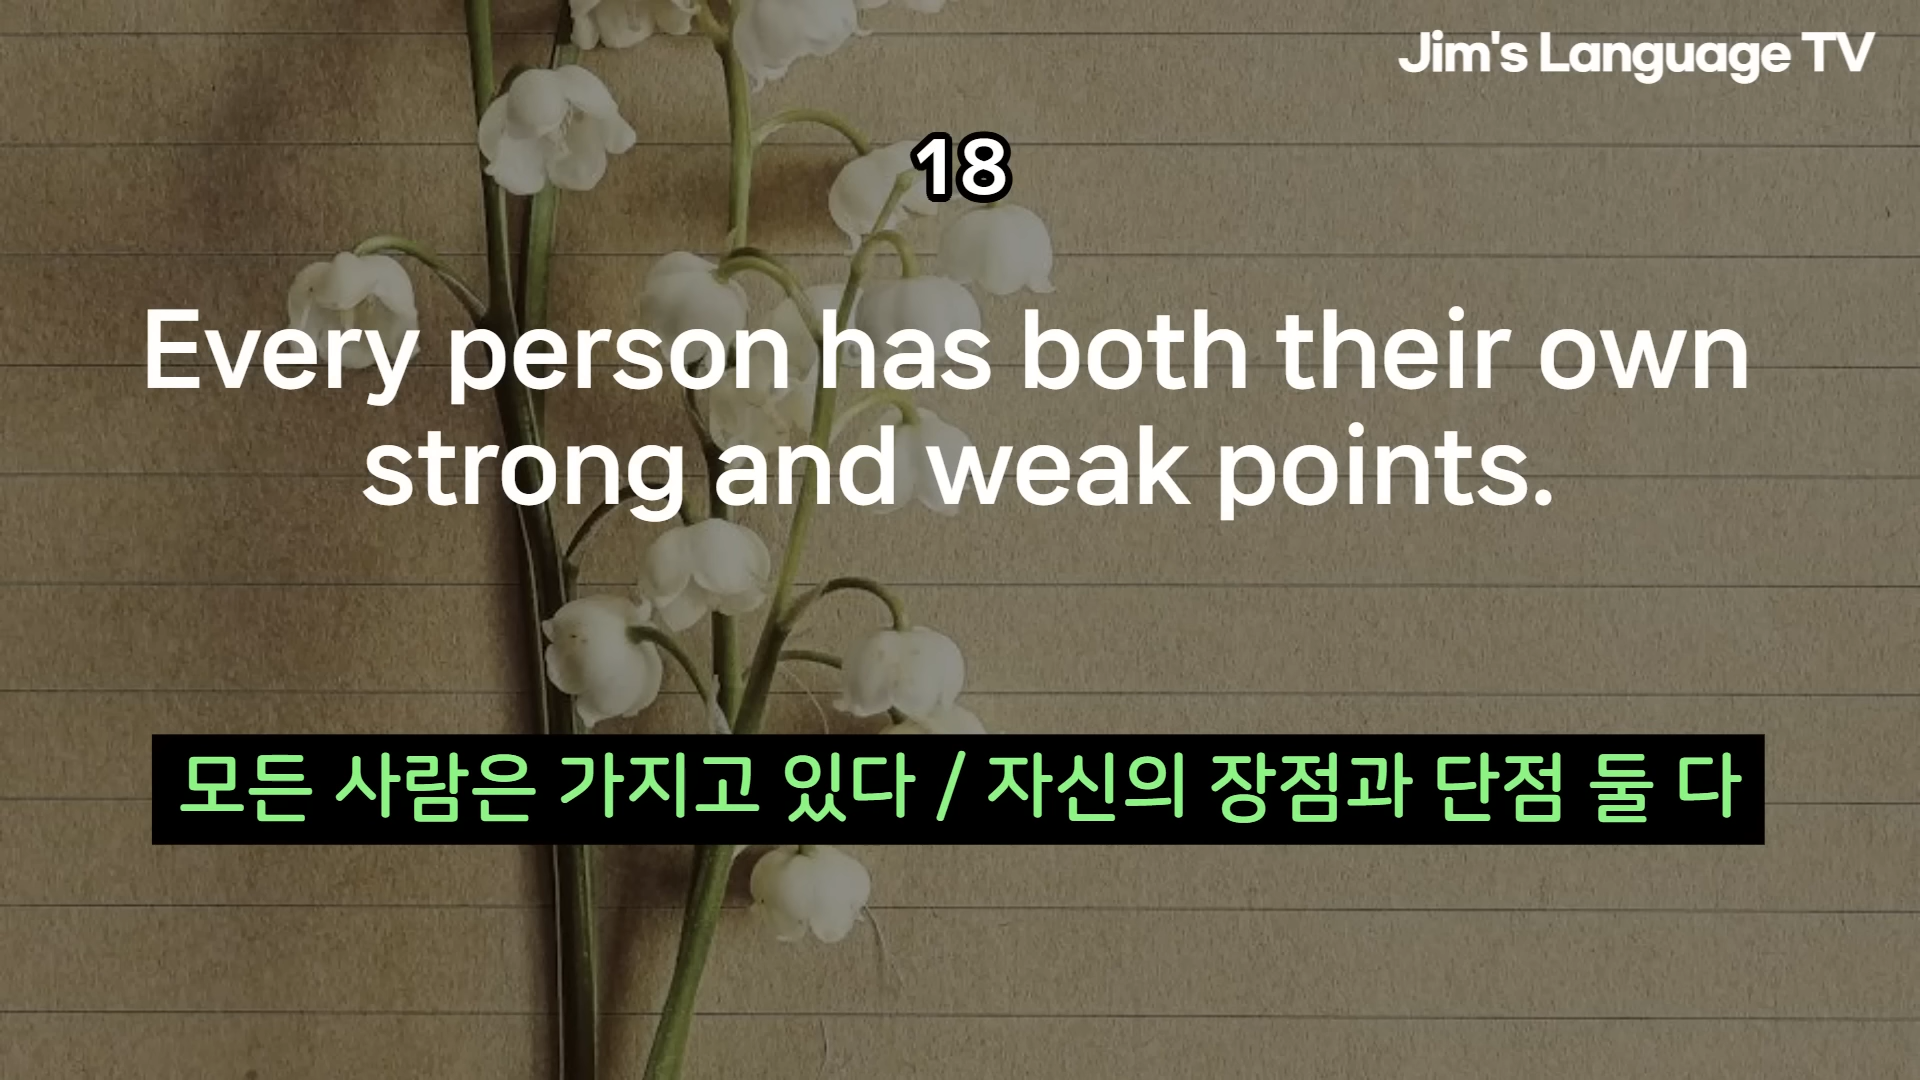 Jim's Language TV
18
Every person has both their own
strong and weak points.
모든 사람은 가지고 있다 / 자신의 장점과 단점 둘 다